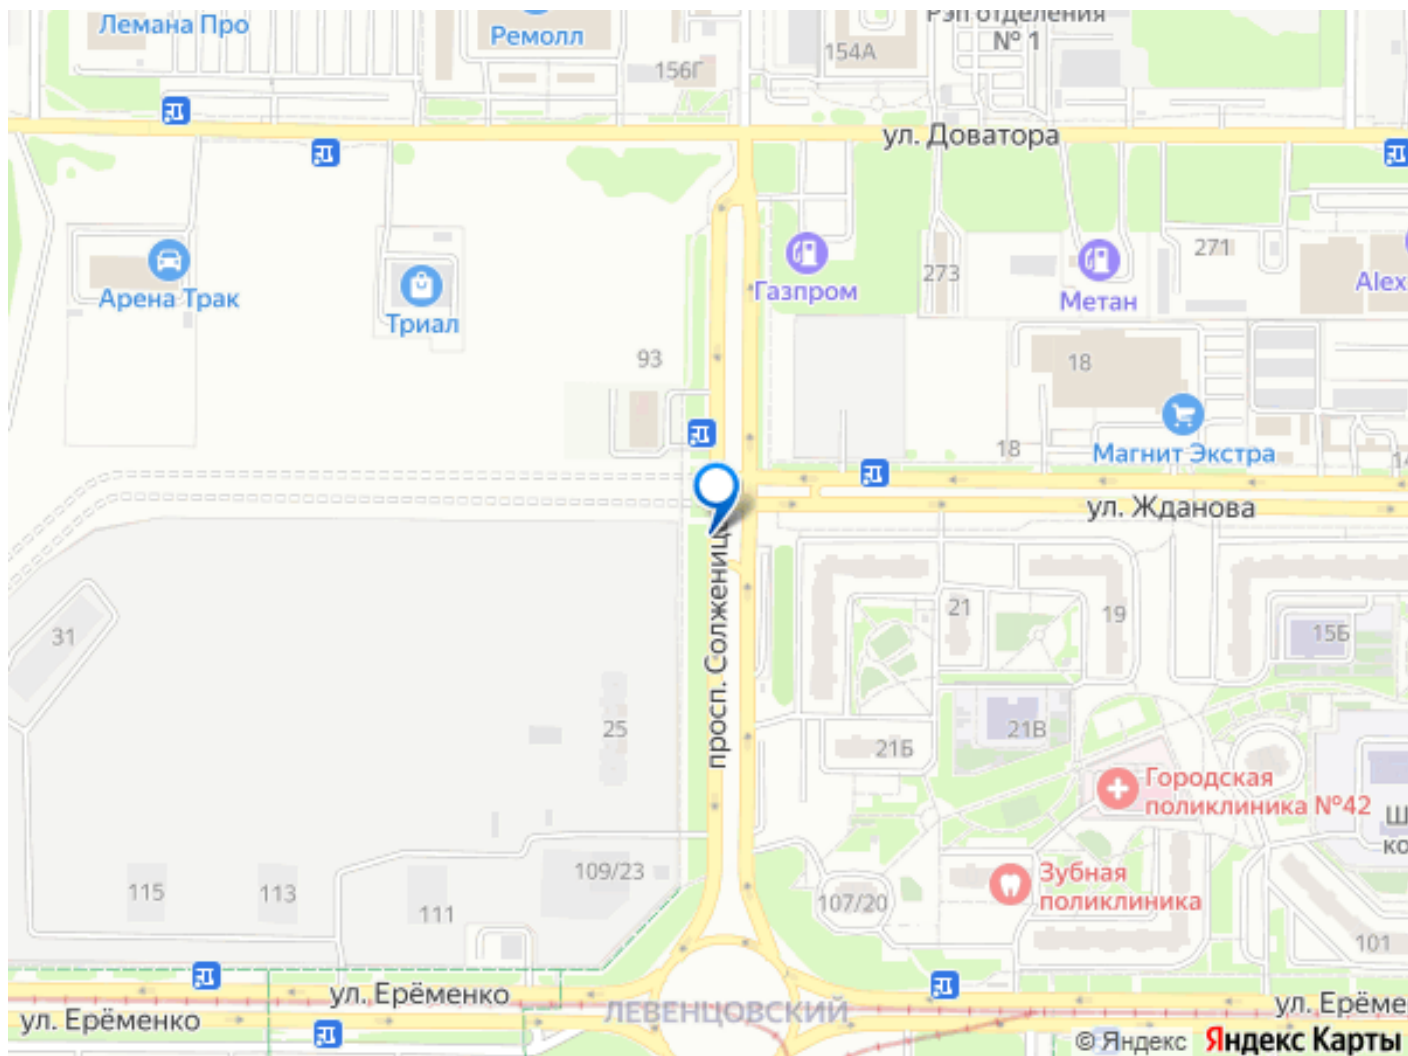 Лемана Про
Ремолл
156Г
154А
Рэп отделения
№ 1
ул. Доватора
Арена Трак
Триал
Газпром
273
Метан
271
Alex
93
18
18
Магнит Экстра
14
ул. Жданова
просп. Солжениц
31
25
21
19
15Б
21Б
21В
Городская
поликлиника №42
Ш
ко
Зубная
поликлиника
115
113
111
109/23
107/20
101
ул. Ерёменко
ул. Ерёменко
ЛЕВЕНЦОВСКИЙ
ул. Ерёме
© Яндекс Яндекс Карты